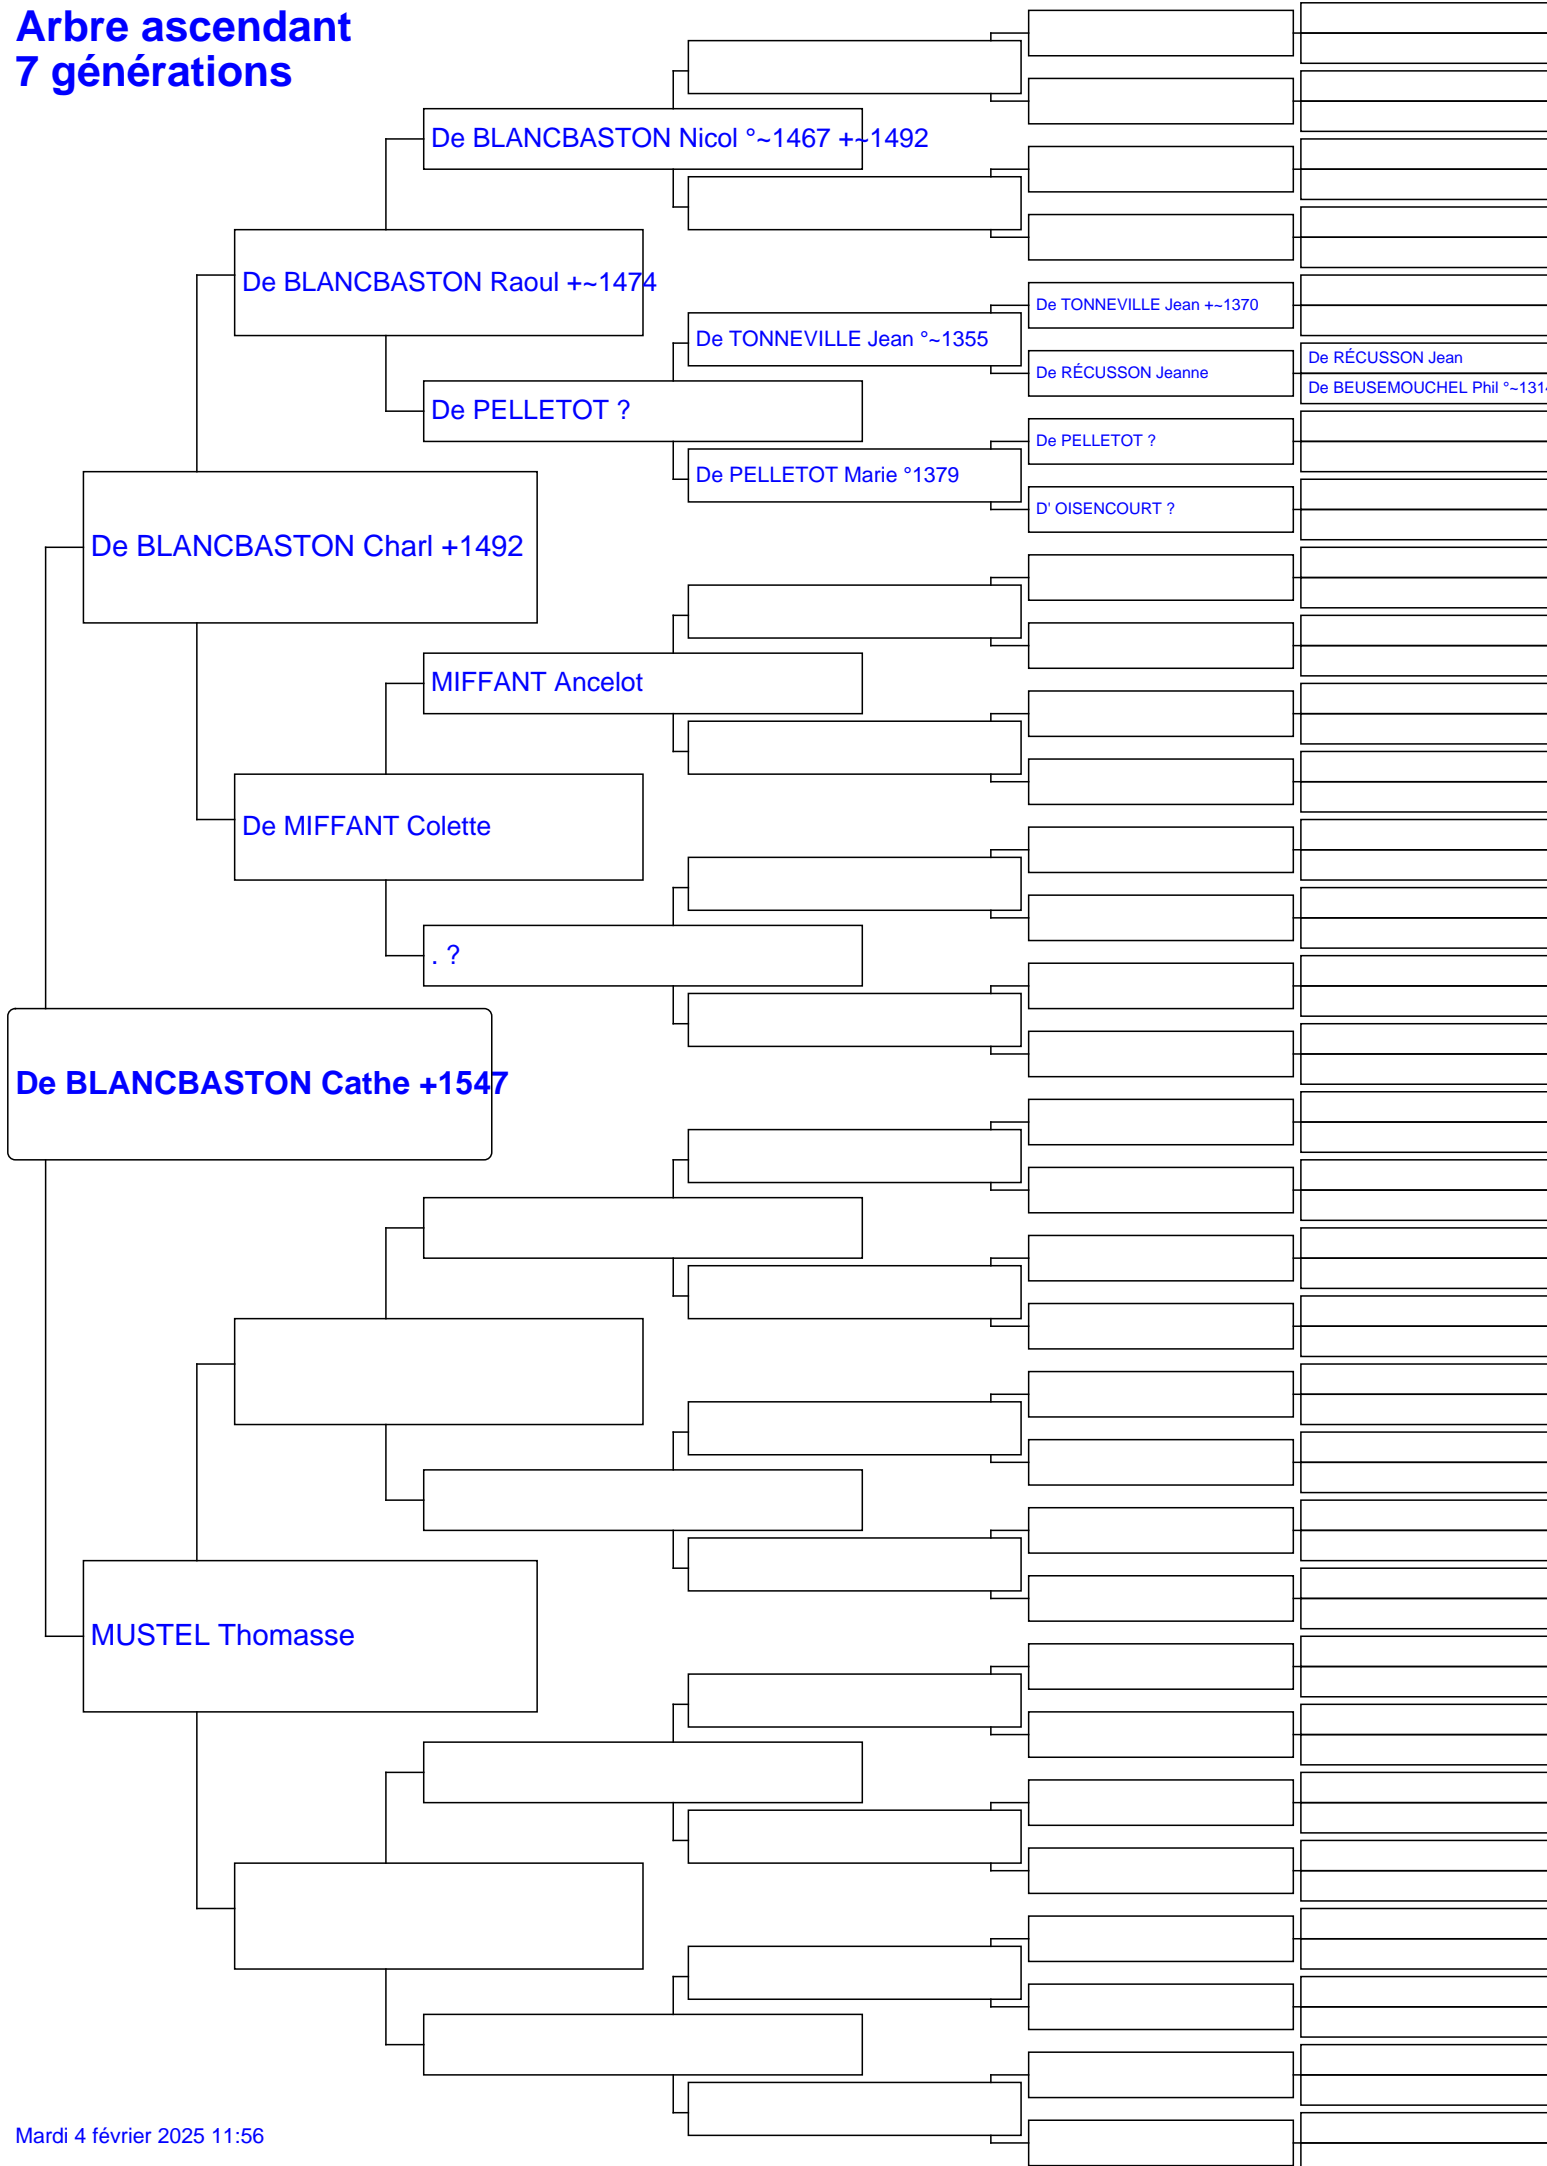 Arbre ascendant
7 générations
De BLANCBASTON Nicol °~1467 +~1492
De BLANCBASTON Raoul +~1474
De TONNEVILLE Jean +~1370
De TONNEVILLE Jean °~1355
De RÉCUSSON Jean
De RÉCUSSON Jeanne
De BEUSEMOUCHEL Phil °~1314
De PELLETOT ?
De PELLETOT ?
De PELLETOT Marie °1379
D' OISENCOURT ?
De BLANCBASTON Charl +1492
MIFFANT Ancelot
De MIFFANT Colette
. ?
De BLANCBASTON Cathe +1547
MUSTEL Thomasse
Mardi 4 février 2025 11:56